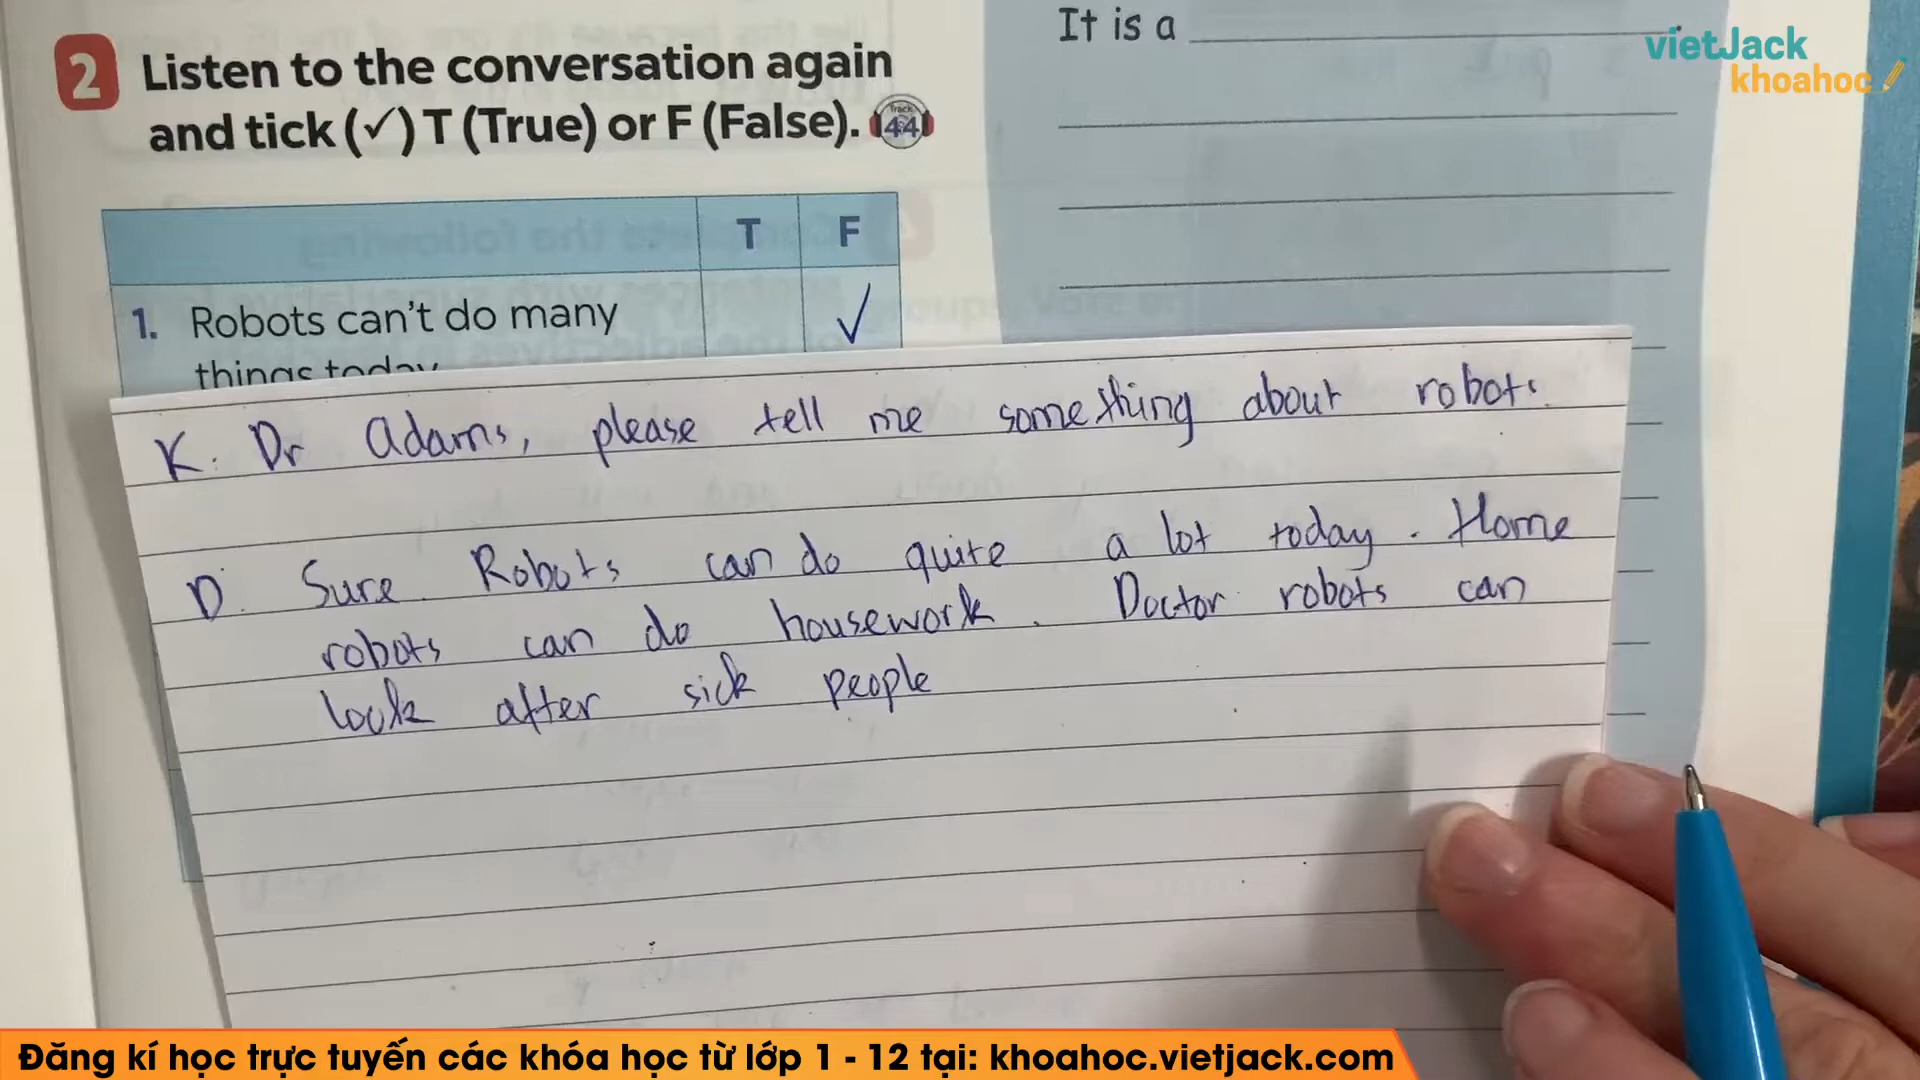 2 Listen to the conversation again
and tick (✓) T (True) or F (False).
Track
44
T F
1. Robots can't do many ✓
things today
K. Dr Adams, please tell me something about robots.
D. Sure. Robots can do quite a lot today. Home
robots can do housework. Doctor robots can
look after sick people
It is a
vietJack
khoahoc
Đăng kí học trực tuyến các khóa học từ lớp 1 - 12 tại: khoahoc.vietjack.com